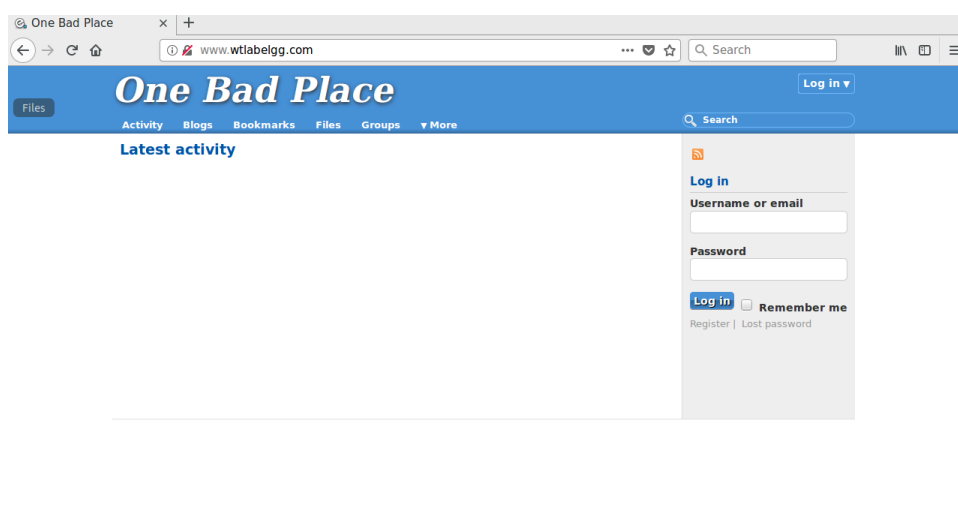 One Bad Place
www.wtlabelgg.com
Search
Files
One Bad Place
Log in ▾
Activity Blogs Bookmarks Files Groups ▾ More
Search
Latest activity
Log in
Username or email
Password
Log in Remember me
Register | Lost password